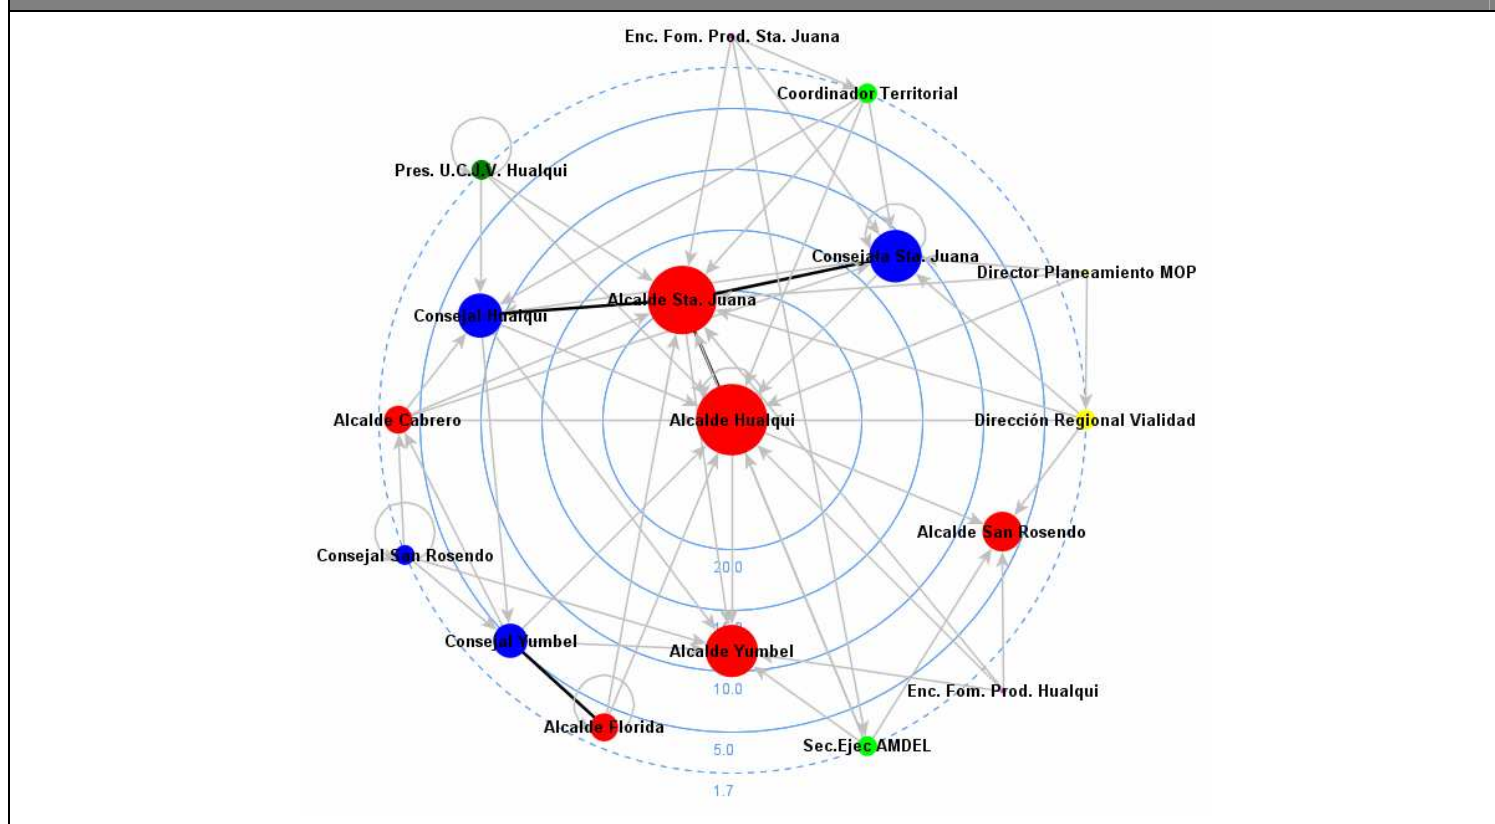 Enc. Fom. Prod. Sta. Juana
Coordinador Territorial
Pres. U.C.J.V. Hualqui
Consejala Sta. Juana
Director Planeamiento MOP
Alcalde Sta. Juana
Consejal Hualqui
Alcalde Cabrero
Alcalde Hualqui
Dirección Regional Vialidad
Alcalde San Rosendo
Consejal San Rosendo
20.0
Consejal Yumbel
Alcalde Yumbel
10.0
Enc. Fom. Prod. Hualqui
Alcalde Florida
Sec.Ejec AMDEL
5.0
1.7